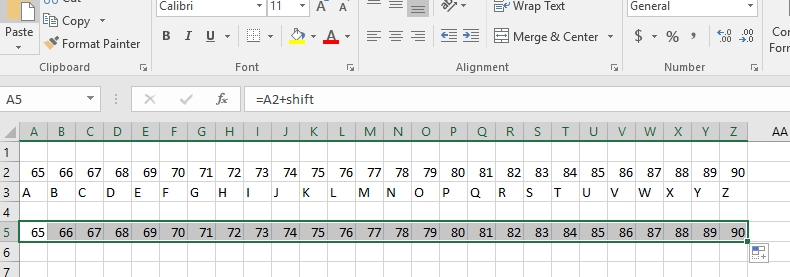 Cut
Calibri 11 A A Wrap Text General
Copy
Paste
Format Painter B I U A Merge & Center $ % ,
Clipboard Font Alignment Number
A5 fx =A2+shift
A B C D E F G H I J K L M N O P Q R S T U V W X Y Z AA
1
2 65 66 67 68 69 70 71 72 73 74 75 76 77 78 79 80 81 82 83 84 85 86 87 88 89 90
3 A B C D E F G H I J K L M N O P Q R S T U V W X Y Z
4
5 65 66 67 68 69 70 71 72 73 74 75 76 77 78 79 80 81 82 83 84 85 86 87 88 89 90
6
7